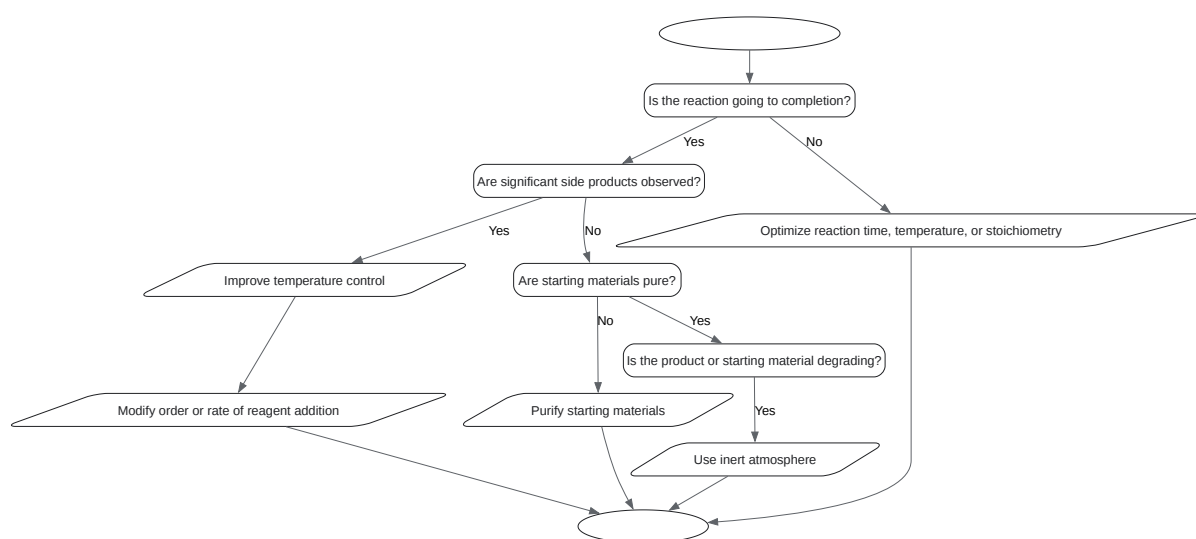 Is the reaction going to completion?
Yes
No
Are significant side products observed?
Yes
No
Optimize reaction time, temperature, or stoichiometry
Improve temperature control
Are starting materials pure?
No
Yes
Is the product or starting material degrading?
Modify order or rate of reagent addition
Purify starting materials
Yes
Use inert atmosphere